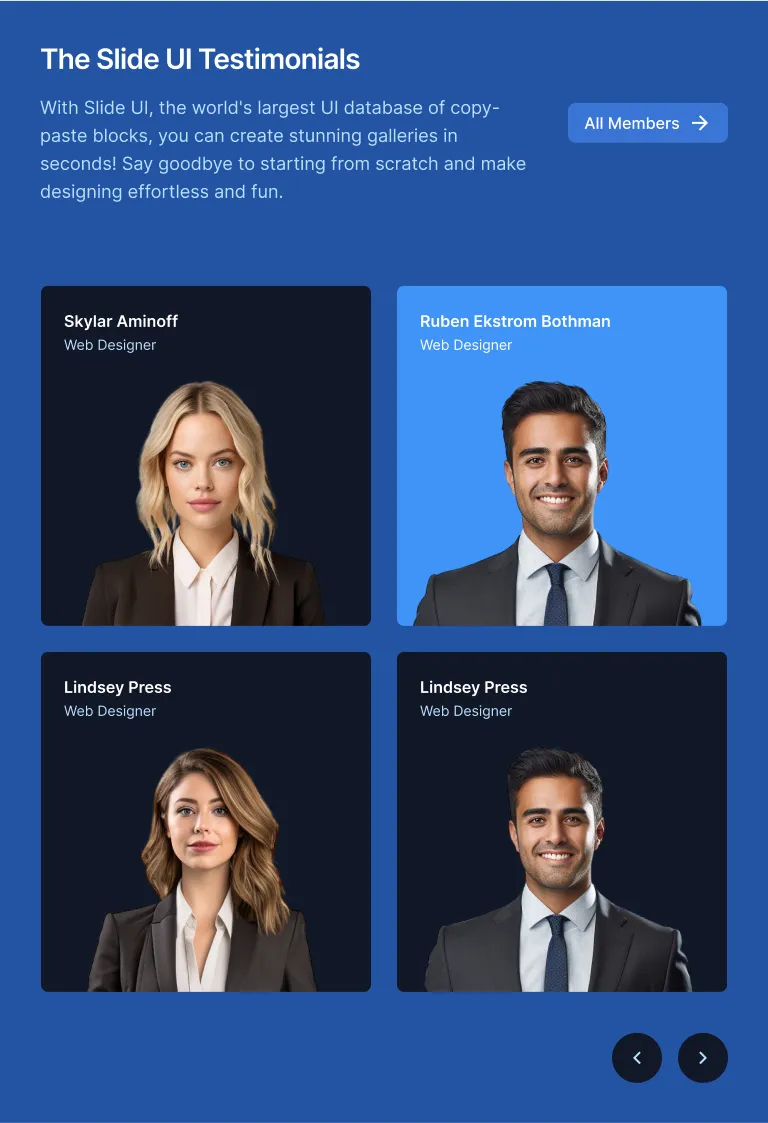 The Slide UI Testimonials
With Slide UI, the world's largest UI database of copy-
paste blocks, you can create stunning galleries in
seconds! Say goodbye to starting from scratch and make
designing effortless and fun.
All Members
Skylar Aminoff
Web Designer
Ruben Ekstrom Bothman
Web Designer
Lindsey Press
Web Designer
Lindsey Press
Web Designer